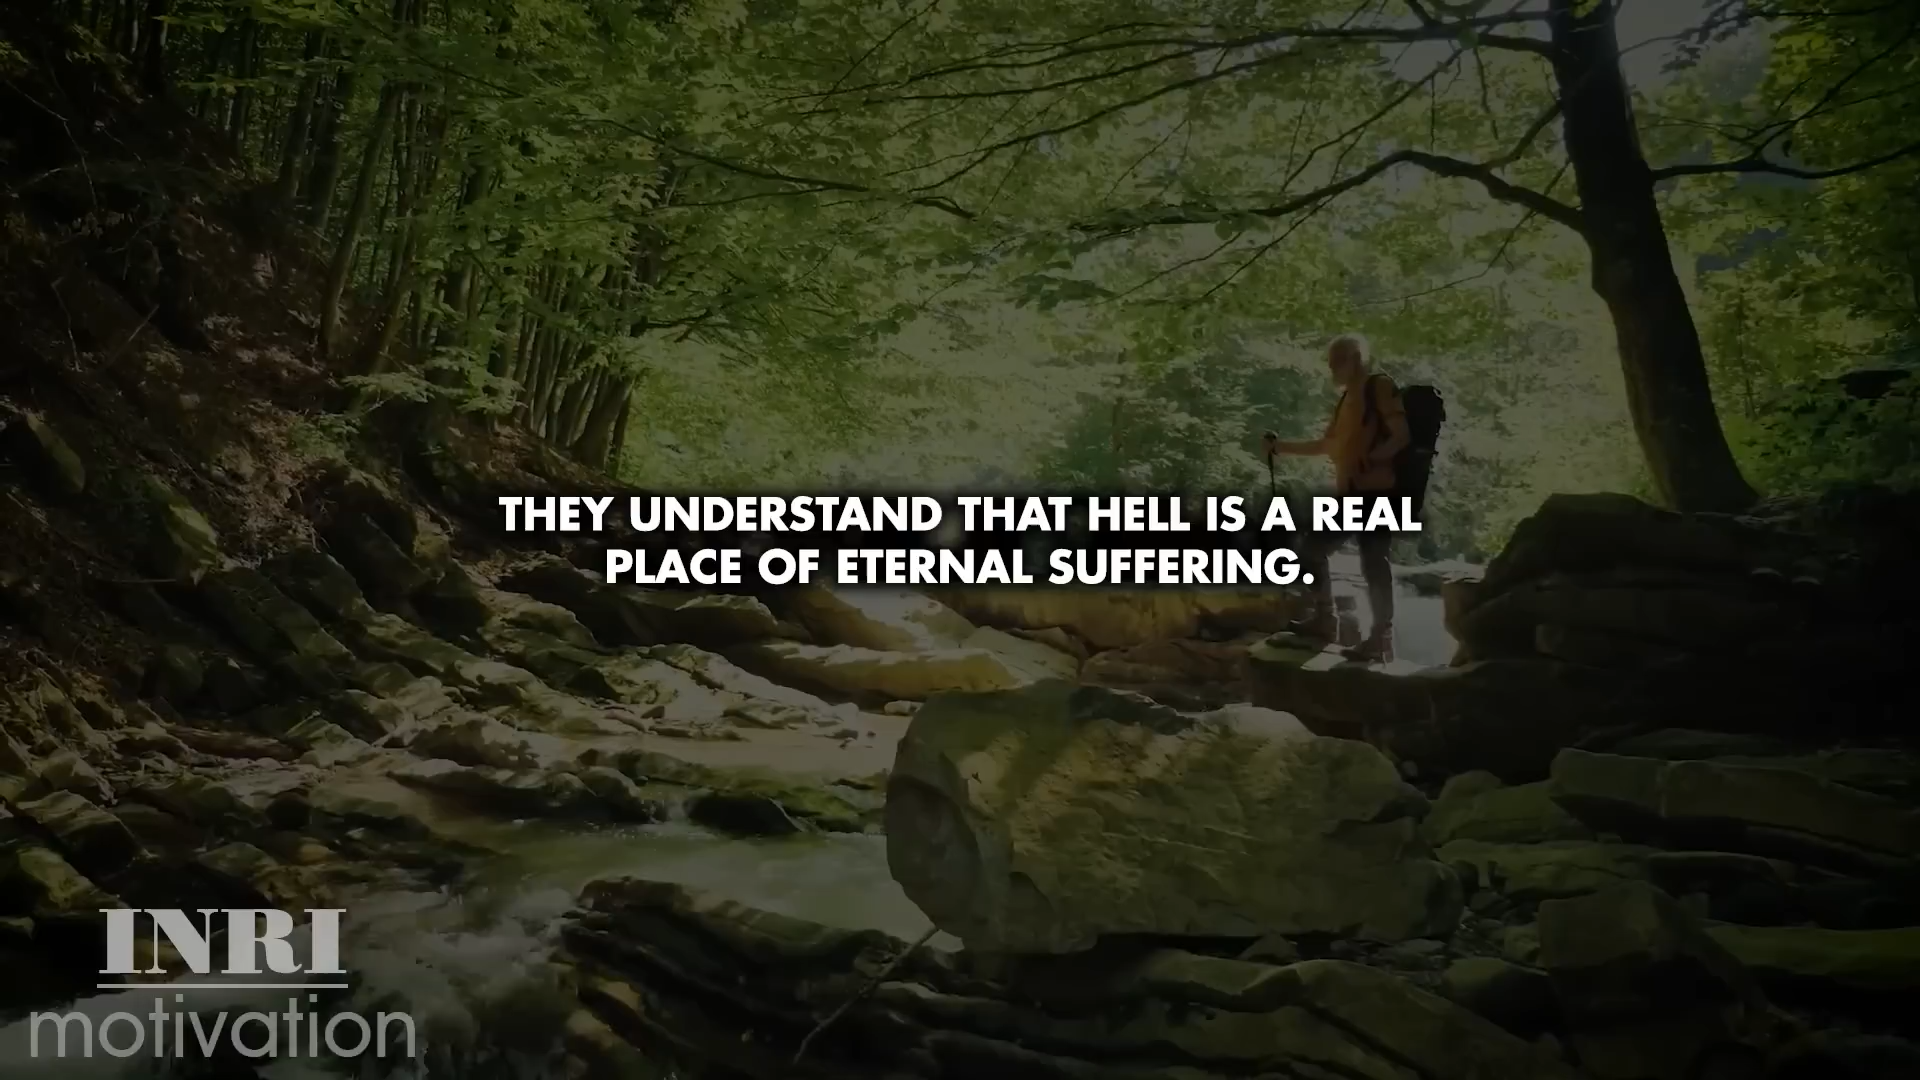 THEY UNDERSTAND THAT HELL IS A REAL
PLACE OF ETERNAL SUFFERING.
INRI
motivation